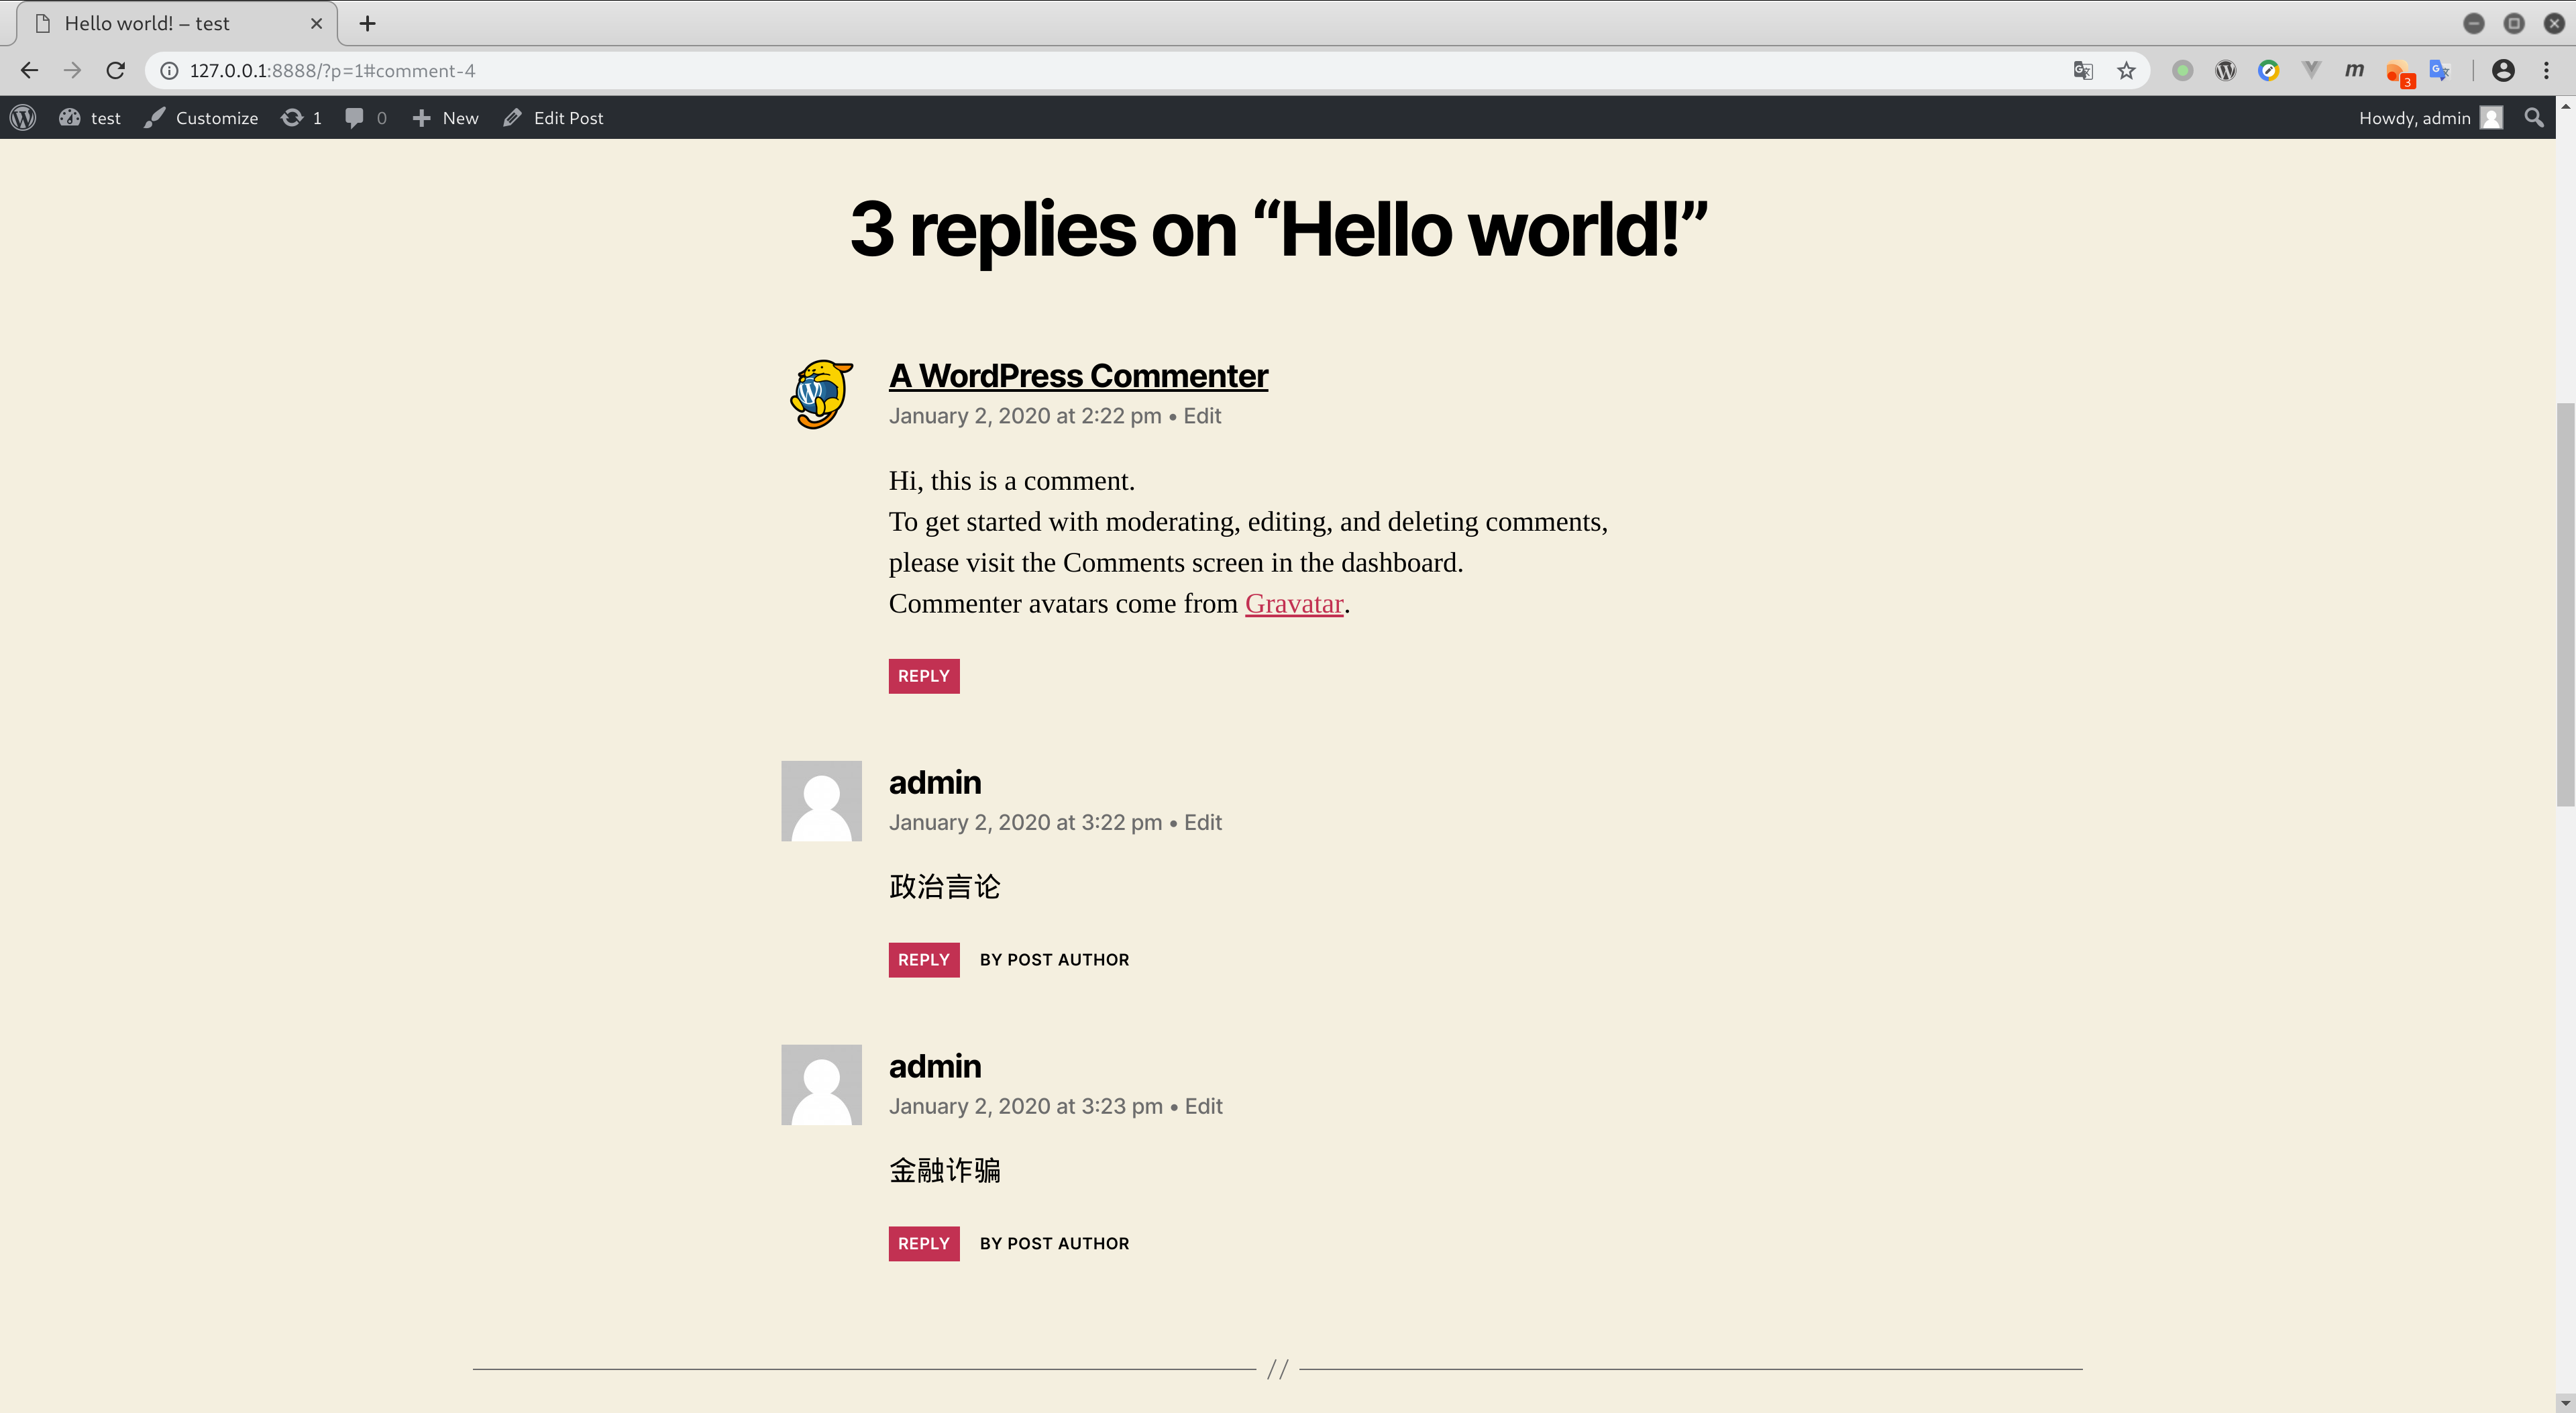 Hello world! – test
127.0.0.1:8888/?p=1#comment-4
3
test Customize 1 0 New Edit Post Howdy, admin
3 replies on “Hello world!”
A WordPress Commenter
January 2, 2020 at 2:22 pm • Edit
Hi, this is a comment.
To get started with moderating, editing, and deleting comments,
please visit the Comments screen in the dashboard.
Commenter avatars come from Gravatar.
REPLY
admin
January 2, 2020 at 3:22 pm • Edit
政治言论
REPLY BY POST AUTHOR
admin
January 2, 2020 at 3:23 pm • Edit
金融诈骗
REPLY BY POST AUTHOR
//